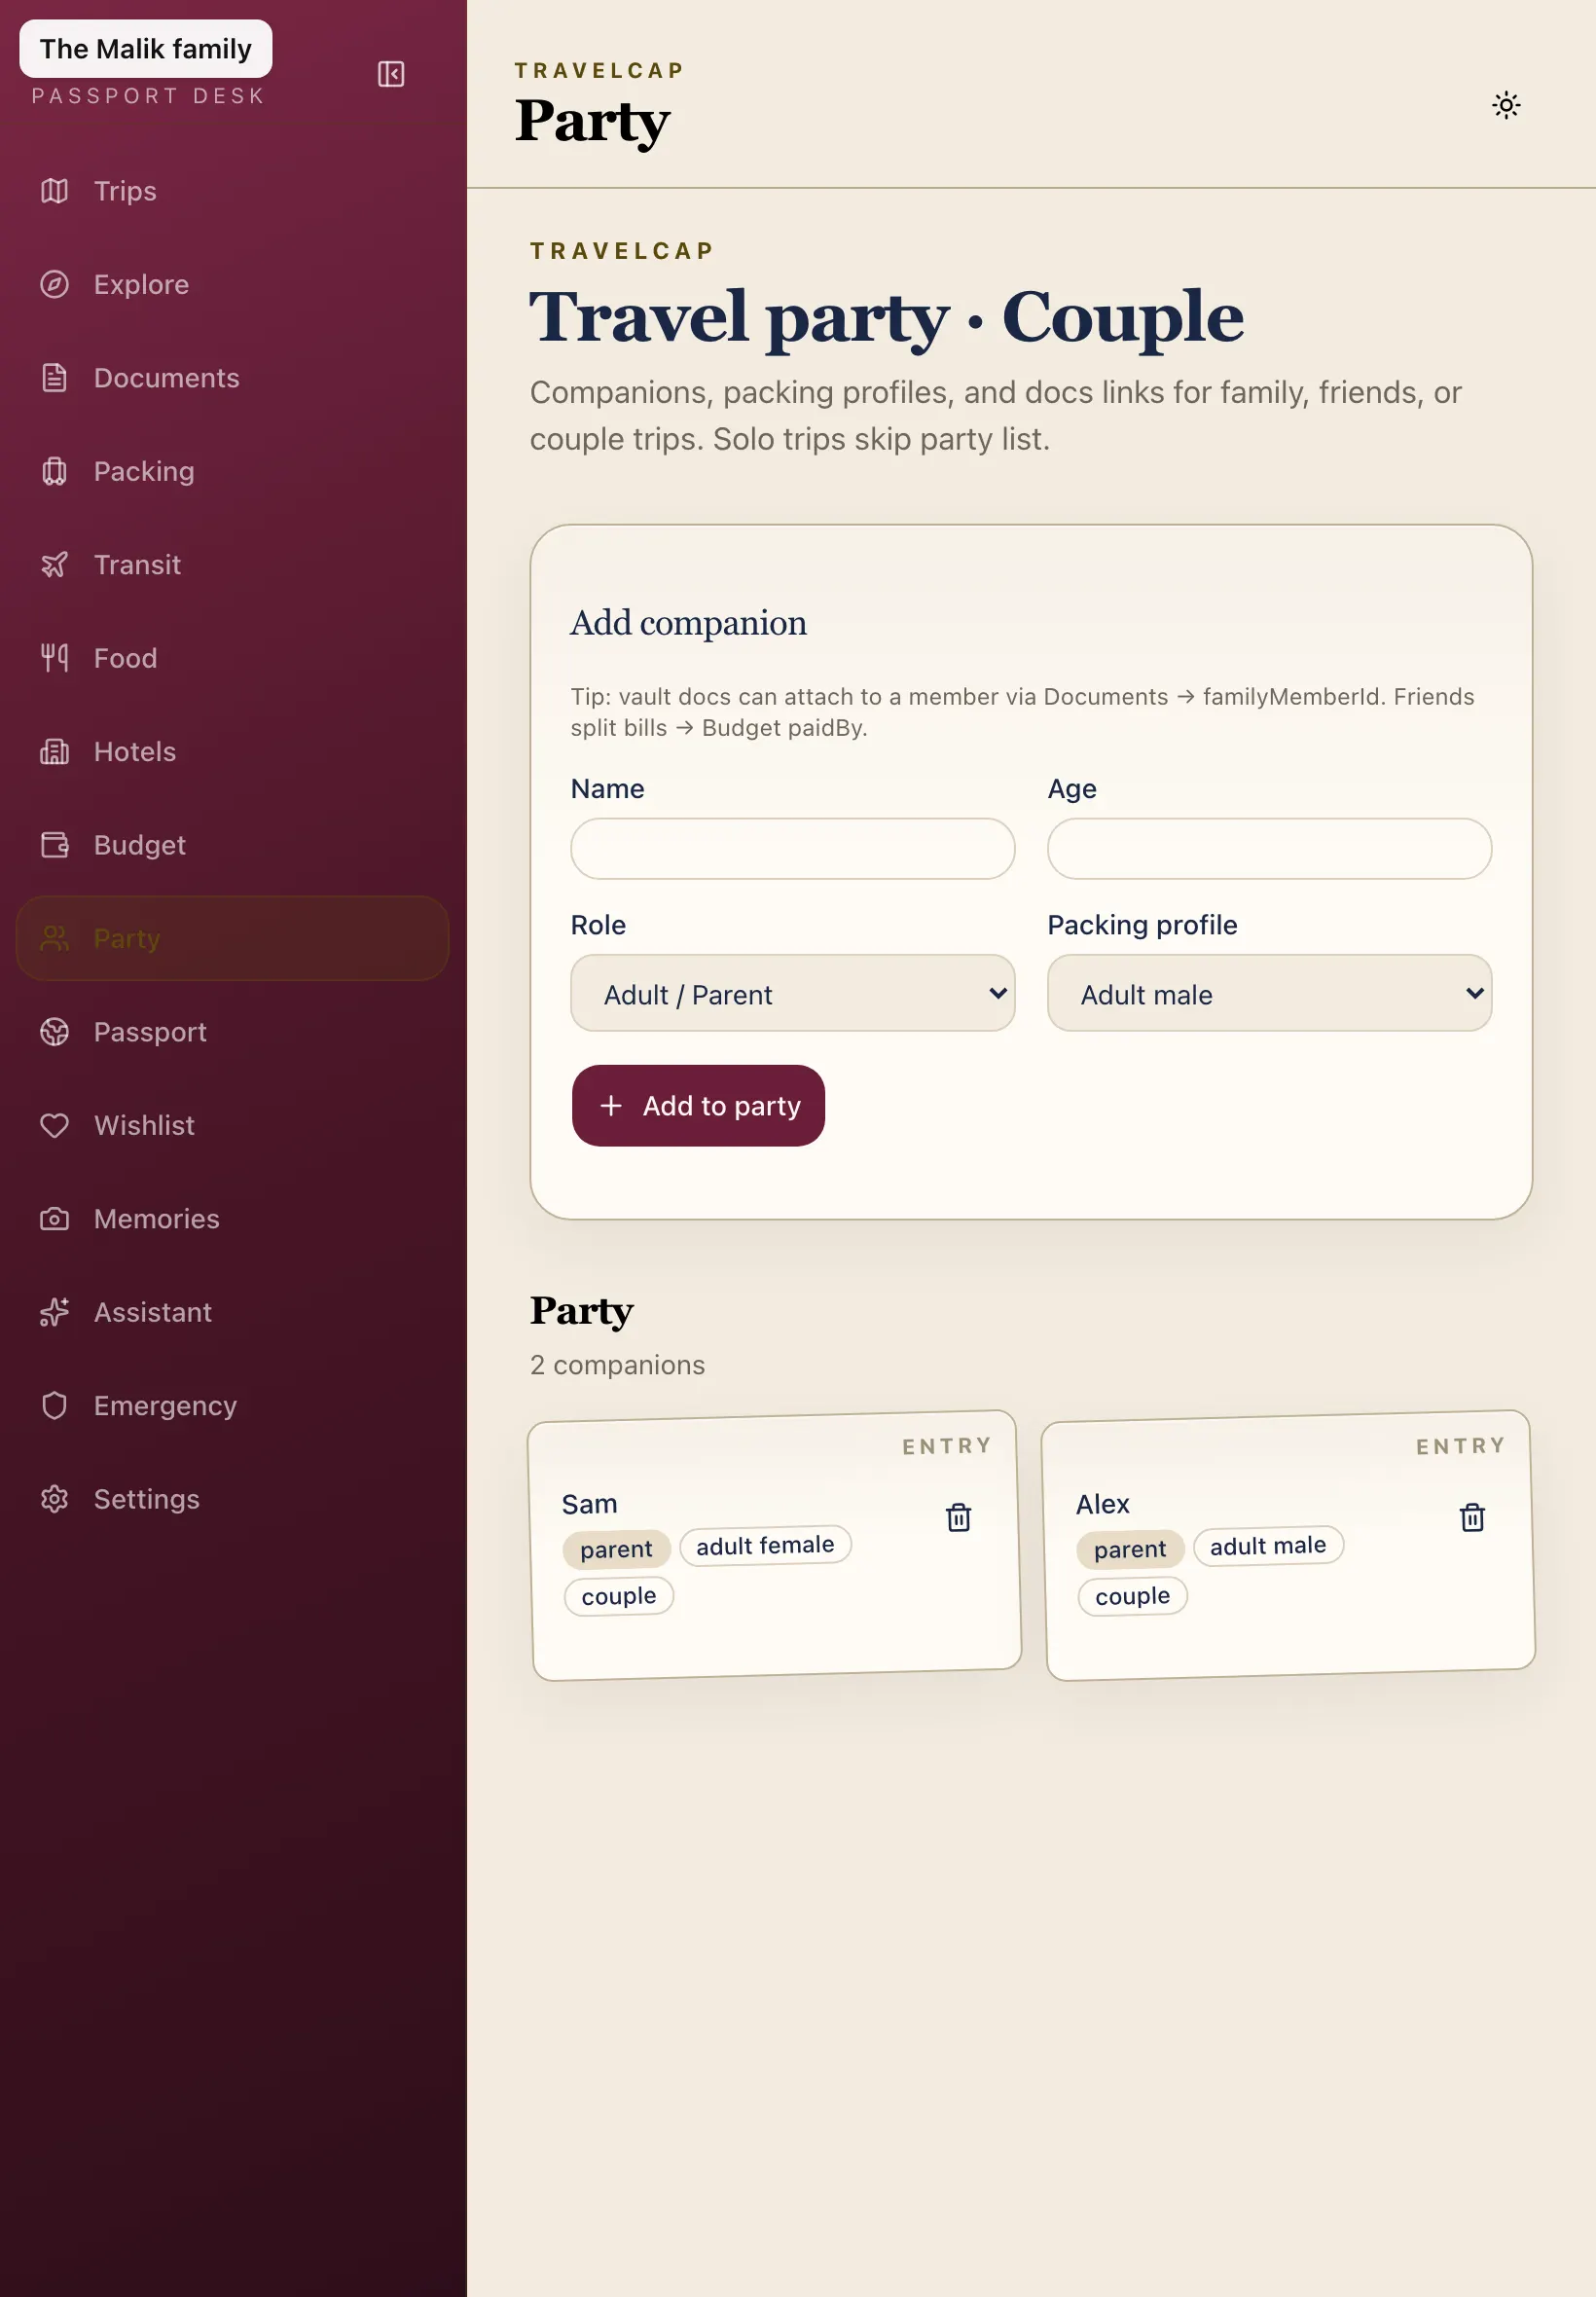 The Malik family
PASSPORT DESK
Trips
Explore
Documents
Packing
Transit
Food
Hotels
Budget
Party
Passport
Wishlist
Memories
Assistant
Emergency
Settings
TRAVELCAP
Party
TRAVELCAP
Travel party · Couple
Companions, packing profiles, and docs links for family, friends, or
couple trips. Solo trips skip party list.
Add companion
Tip: vault docs can attach to a member via Documents → familyMemberId. Friends
split bills → Budget paidBy.
Name
Age
Role
Packing profile
Adult / Parent
Adult male
+ Add to party
Party
2 companions
ENTRY
Sam
parent
adult female
couple
ENTRY
Alex
parent
adult male
couple